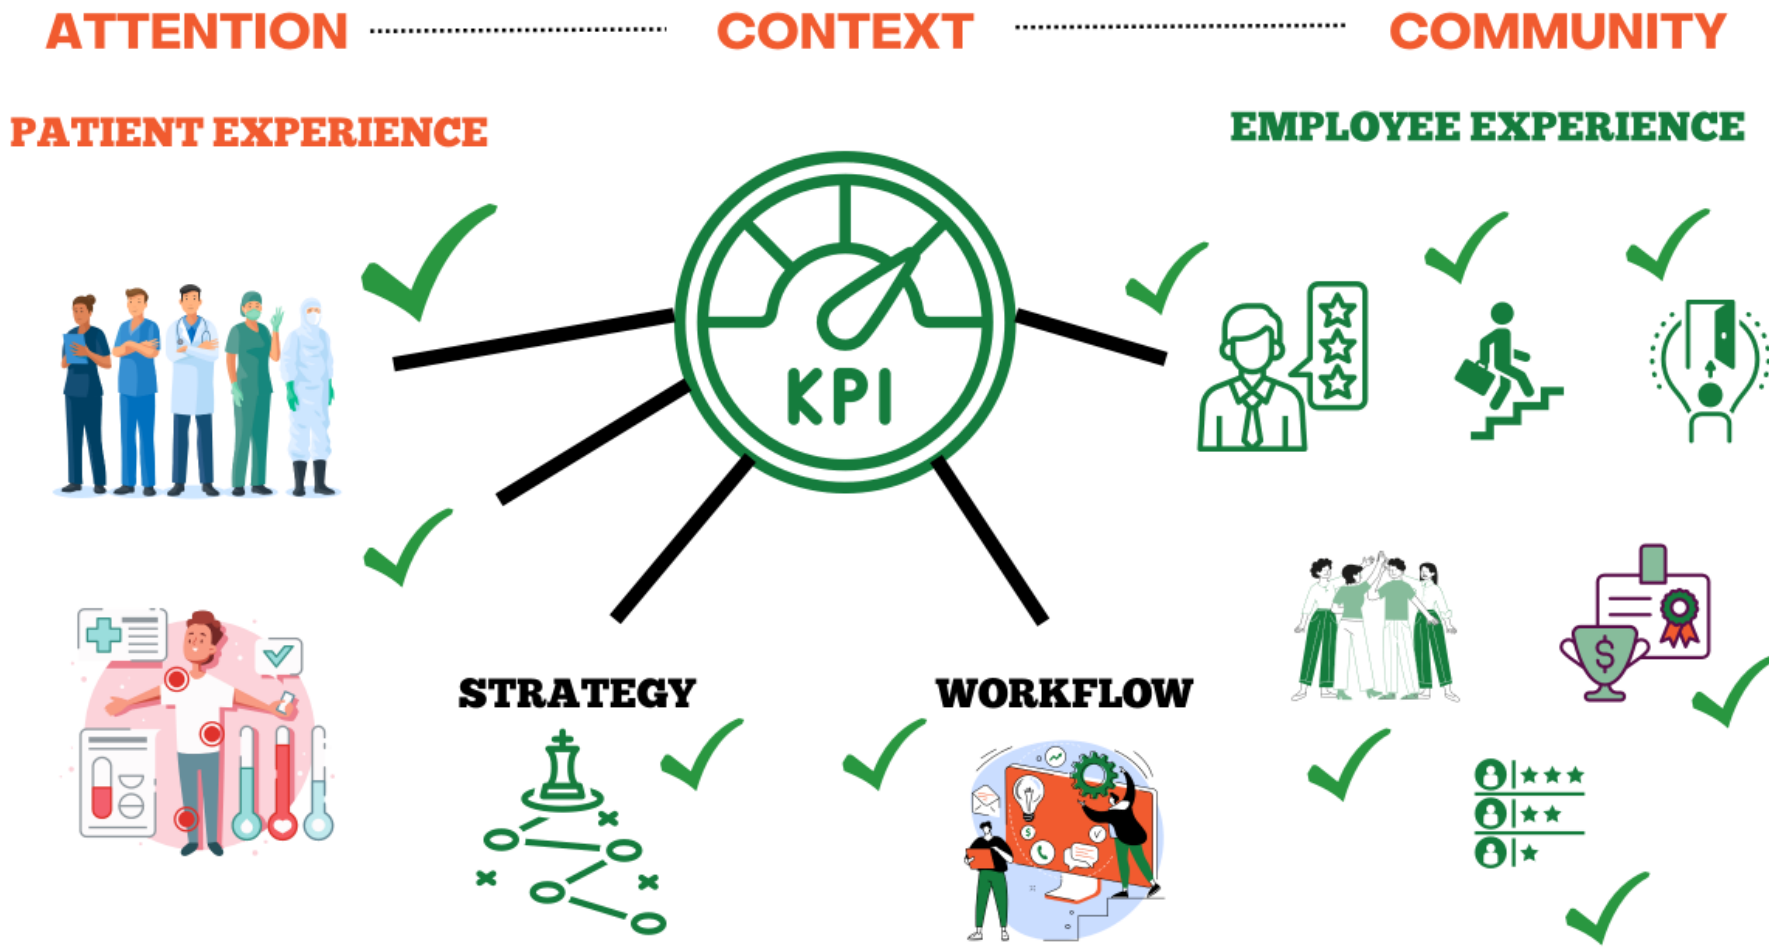 ATTENTION
CONTEXT
COMMUNITY
PATIENT EXPERIENCE
EMPLOYEE EXPERIENCE
KPI
STRATEGY
WORKFLOW
$
$